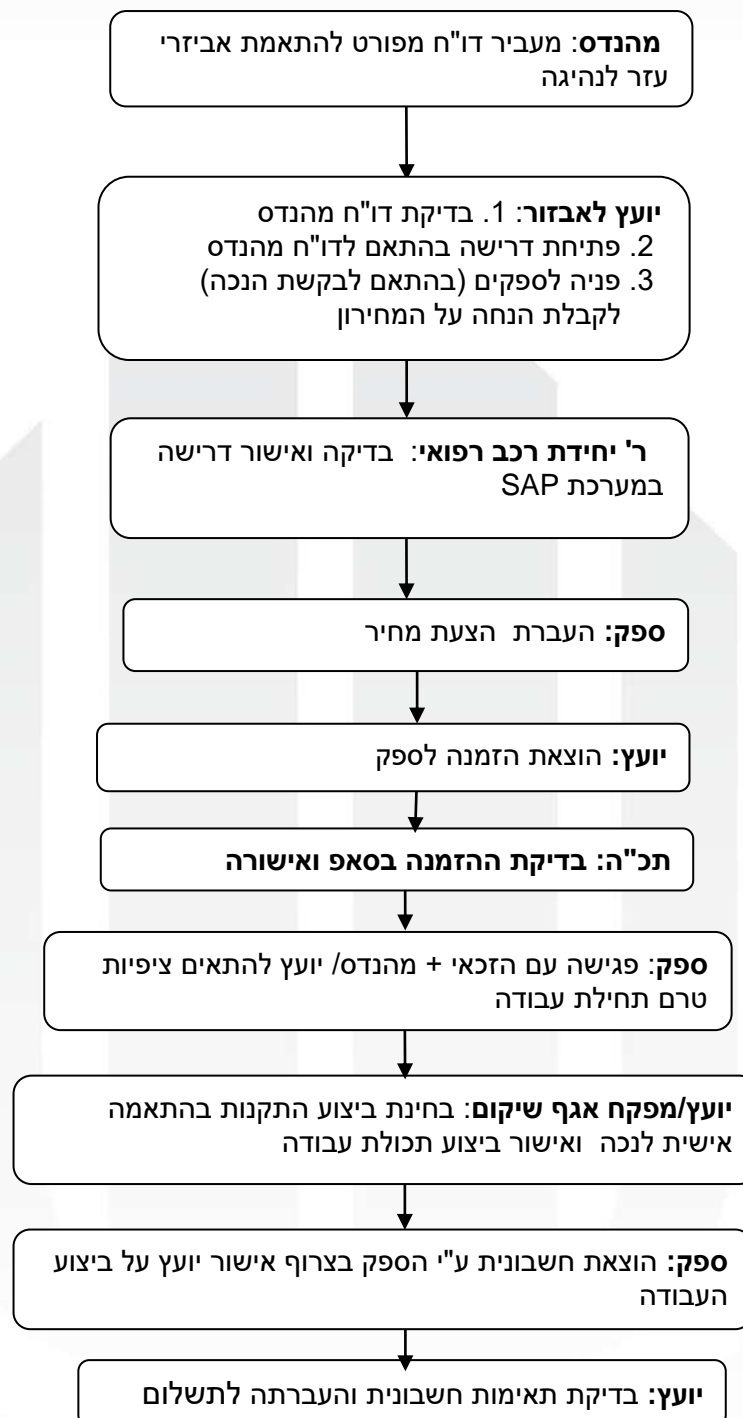 מהנדס: מעביר דו"ח מפורט להתאמת אביזרי
עזר לנהיגה
יועץ לאבזור: 1. בדיקת דו"ח מהנדס
2. פתיחת דרישה בהתאם לדו"ח מהנדס
3. פניה לספקים (בהתאם לבקשת הנכה)
לקבלת הנחה על המחירון
ר' יחידת רכב רפואי: בדיקה ואישור דרישה
במערכת SAP
ספק: העברת הצעת מחיר
יועץ: הוצאת הזמנה לספק
תכ"ה: בדיקת ההזמנה בסאפ ואישורה
ספק: פגישה עם הזכאי + מהנדס/ יועץ להתאים ציפיות
טרם תחילת עבודה
יועץ/מפקח אגף שיקום: בחינת ביצוע התקנות בהתאמה
אישית לנכה ואישור ביצוע תכולת עבודה
ספק: הוצאת חשבונית ע"י הספק בצרוף אישור יועץ על ביצוע
העבודה
יועץ: בדיקת תאימות חשבונית והעברתה לתשלום